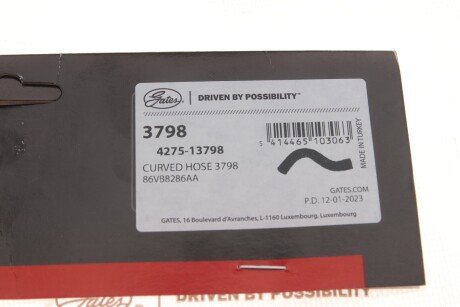 Gates
DRIVEN BY POSSIBILITY™
3798
4275-13798
5 414465 103063
MADE IN TURKEY
CURVED HOSE 3798
86VB8286AA
GATES.COM
P.D. 12-01-2023
GATES, 16 Boulevard d'Avranches, L-1160 Luxembourg, Luxembourg
DRIVEN BY POSSIBILITY